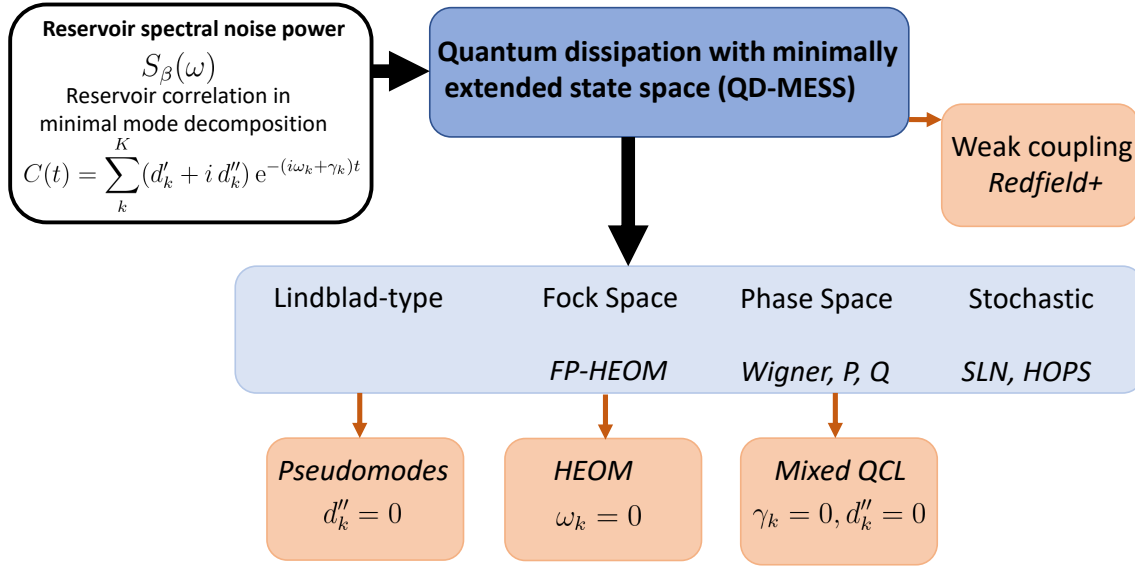 Reservoir spectral noise power
S_β(ω)
Reservoir correlation in
minimal mode decomposition
C(t) = ∑_k^K (d′_k + i d″_k) e^{−(iω_k+γ_k)t}
Quantum dissipation with minimally
extended state space (QD-MESS)
Weak coupling
Redfield+
Lindblad-type Fock Space Phase Space Stochastic
FP-HEOM Wigner, P, Q SLN, HOPS
Pseudomodes
d″_k = 0
HEOM
ω_k = 0
Mixed QCL
γ_k = 0, d″_k = 0